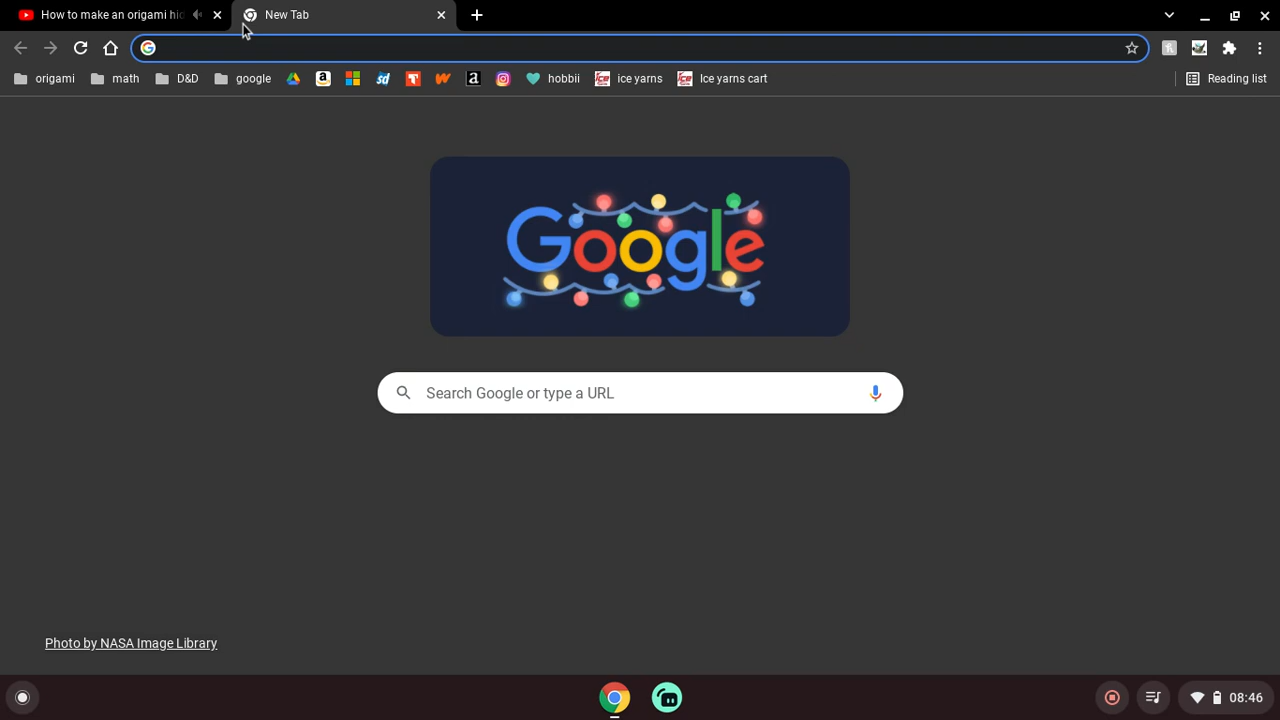 How to make an origami hi
New Tab
origami
math
D&D
google
hobbii
ice yarns
Ice yarns cart
Reading list
Google
Search Google or type a URL
Photo by NASA Image Library
08:46